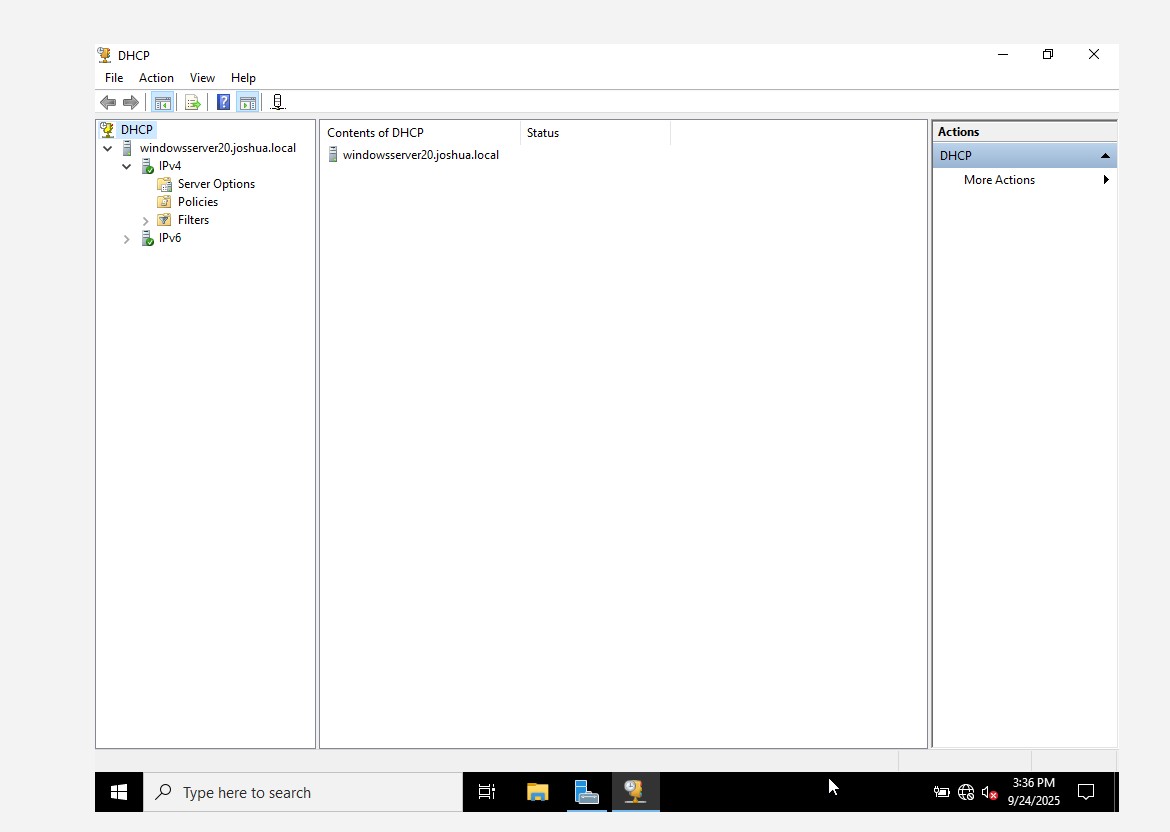 DHCP
File Action View Help
DHCP
windowsserver20.joshua.local
IPv4
Server Options
Policies
Filters
IPv6
Contents of DHCP Status
windowsserver20.joshua.local
Actions
DHCP
More Actions
Type here to search
3:36 PM
9/24/2025